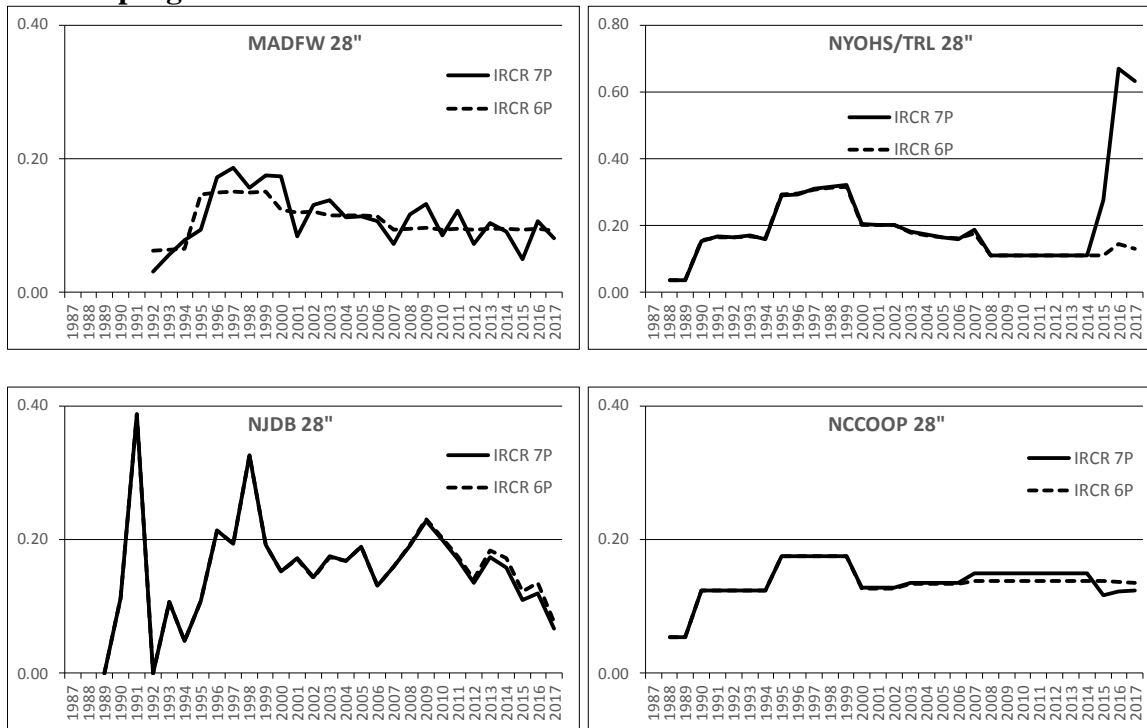 MADFW 28"
0.40
0.20
0.00
IRCR 7P
IRCR 6P
1987 1988 1989 1990 1991 1992 1993 1994 1995 1996 1997 1998 1999 2000 2001 2002 2003 2004 2005 2006 2007 2008 2009 2010 2011 2012 2013 2014 2015 2016 2017
NYOHS/TRL 28"
0.80
0.60
0.40
0.20
0.00
IRCR 7P
IRCR 6P
1987 1988 1989 1990 1991 1992 1993 1994 1995 1996 1997 1998 1999 2000 2001 2002 2003 2004 2005 2006 2007 2008 2009 2010 2011 2012 2013 2014 2015 2016 2017
NJDB 28"
0.40
0.20
0.00
IRCR 7P
IRCR 6P
1987 1988 1989 1990 1991 1992 1993 1994 1995 1996 1997 1998 1999 2000 2001 2002 2003 2004 2005 2006 2007 2008 2009 2010 2011 2012 2013 2014 2015 2016 2017
NCCOOP 28"
0.40
0.20
0.00
IRCR 7P
IRCR 6P
1987 1988 1989 1990 1991 1992 1993 1994 1995 1996 1997 1998 1999 2000 2001 2002 2003 2004 2005 2006 2007 2008 2009 2010 2011 2012 2013 2014 2015 2016 2017